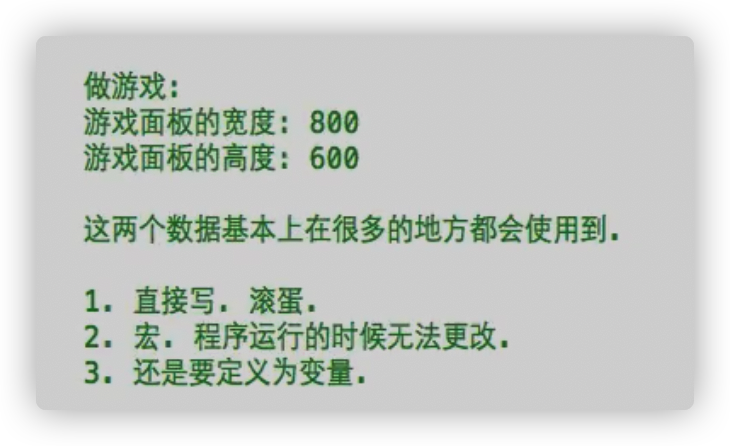 做游戏:
游戏面板的宽度: 800
游戏面板的高度: 600
这两个数据基本上在很多的地方都会使用到.
1. 直接写. 滚蛋.
2. 宏. 程序运行的时候无法更改.
3. 还是要定义为变量.